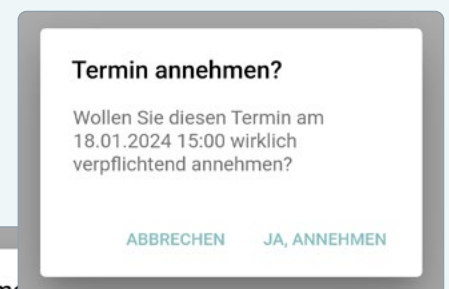 Termin annehmen?
Wollen Sie diesen Termin am
18.01.2024 15:00 wirklich
verpflichtend annehmen?
ABBRECHEN JA, ANNEHMEN